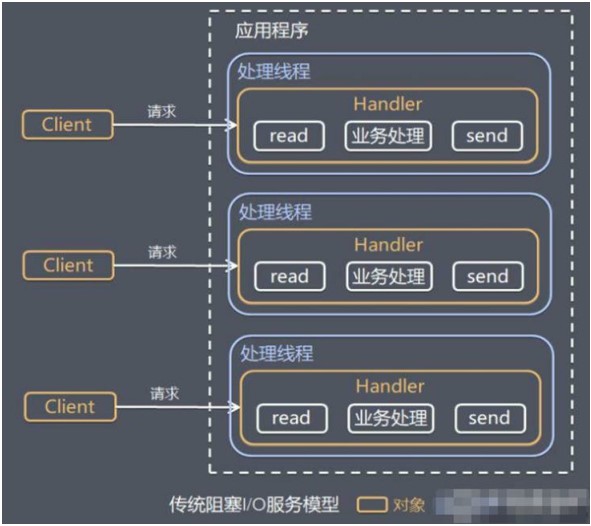 应用程序
处理线程
Handler
Client 请求 read 业务处理 send
处理线程
Handler
Client 请求 read 业务处理 send
处理线程
Handler
Client 请求 read 业务处理 send
传统阻塞I/O服务模型 对象